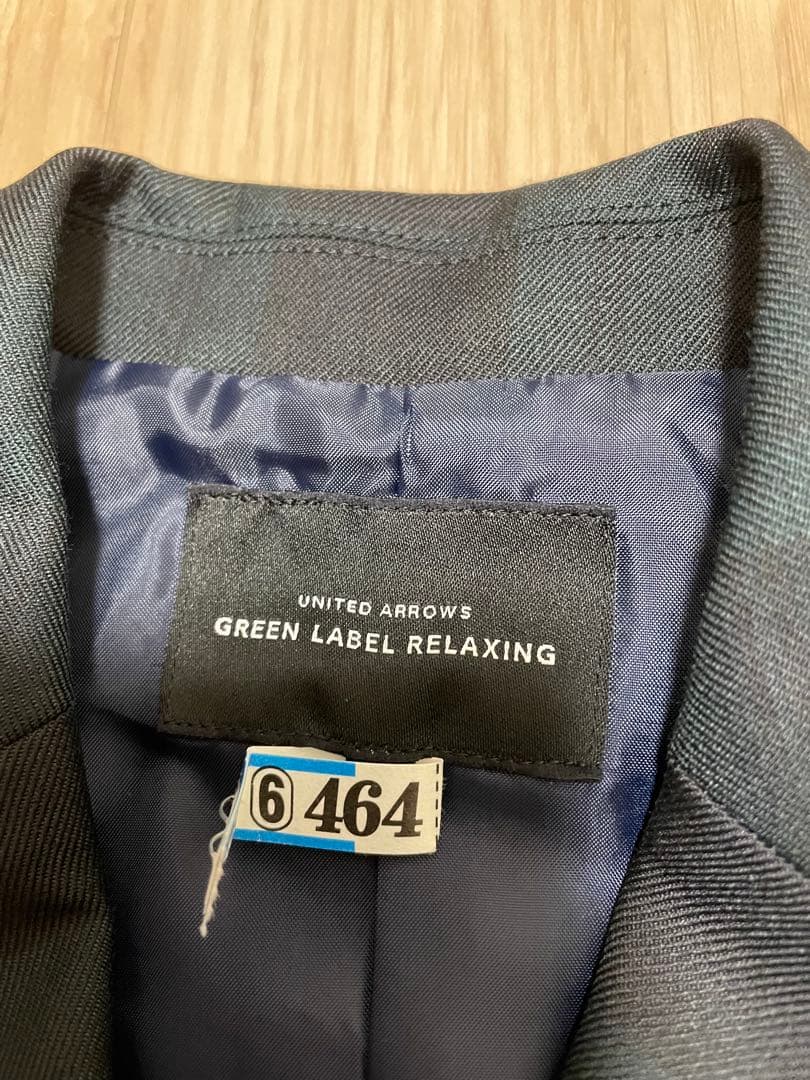 UNITED ARROWS
GREEN LABEL RELAXING
⑥ 464